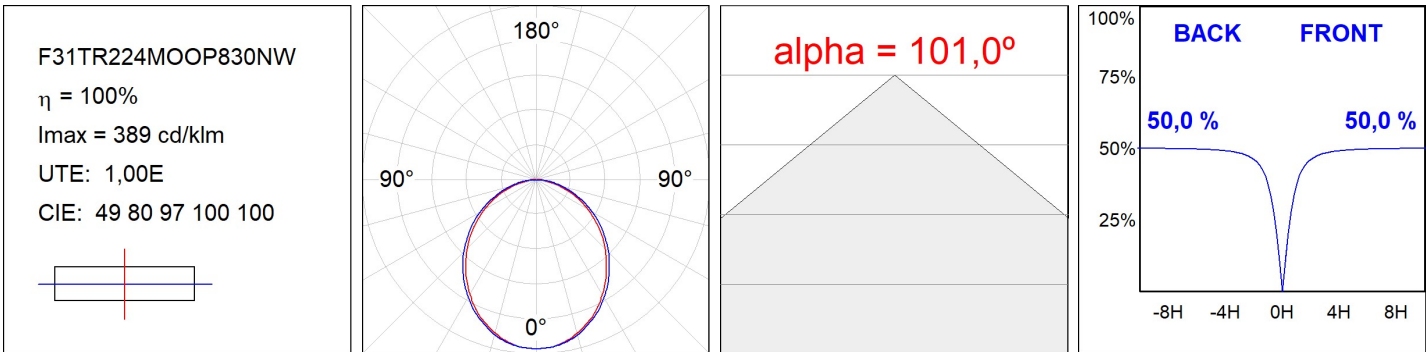 F31TR224MOOP830NW
η = 100%
Imax = 389 cd/klm
UTE: 1,00E
CIE: 49 80 97 100 100
180°
90°
90°
0°
alpha = 101,0º
100%
BACK
FRONT
75%
50,0 %
50,0 %
50%
25%
-8H
-4H
0H
4H
8H